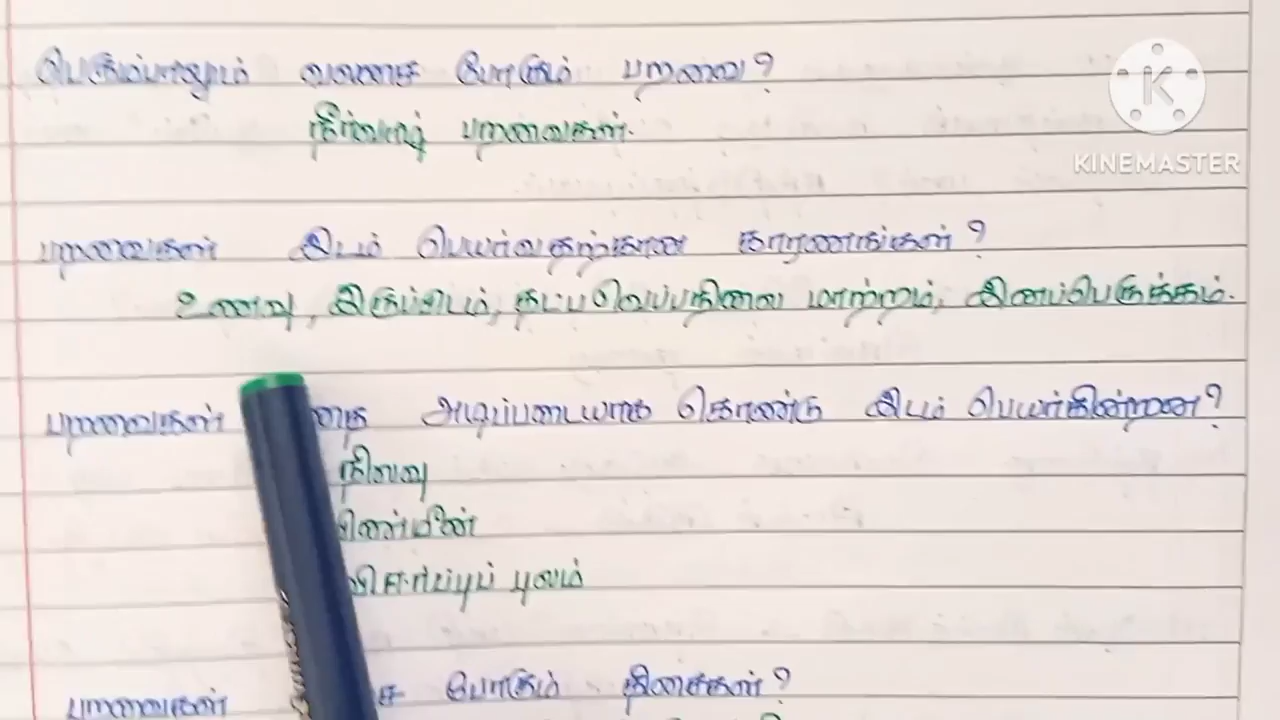 பெரும்பாலும் வலசை போகும் பறவை?
நீர்வாழ் பறவைகள்.
பறவைகள் இடம் பெயர்வதற்கான காரணங்கள்?
உணவு, இருப்பிடம், தட்பவெப்பநிலை மாற்றம், இனப்பெருக்கம்.
பறவைகள் அடிப்படையாக கொண்டு இடம் பெயர்கின்றன?
நிலவு
விண்மீன்
புவிஈர்ப்புப் புலம்
பறவைகள் போகும் திசைகள்?
KINEMASTER